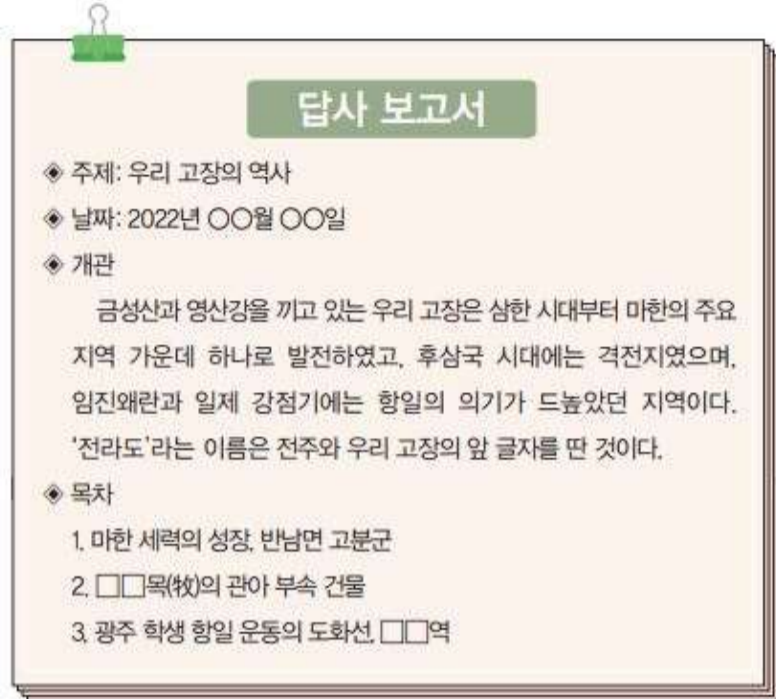 답사 보고서
◈ 주제: 우리 고장의 역사
◈ 날짜: 2022년 ○○월 ○○일
◈ 개관
금성산과 영산강을 끼고 있는 우리 고장은 삼한 시대부터 마한의 주요
지역 가운데 하나로 발전하였고, 후삼국 시대에는 격전지였으며,
임진왜란과 일제 강점기에는 항일의 의기가 드높았던 지역이다.
‘전라도’라는 이름은 전주와 우리 고장의 앞 글자를 딴 것이다.
◈ 목차
1. 마한 세력의 성장, 반남면 고분군
2. □□목(牧)의 관아 부속 건물
3. 광주 학생 항일 운동의 도화선, □□역